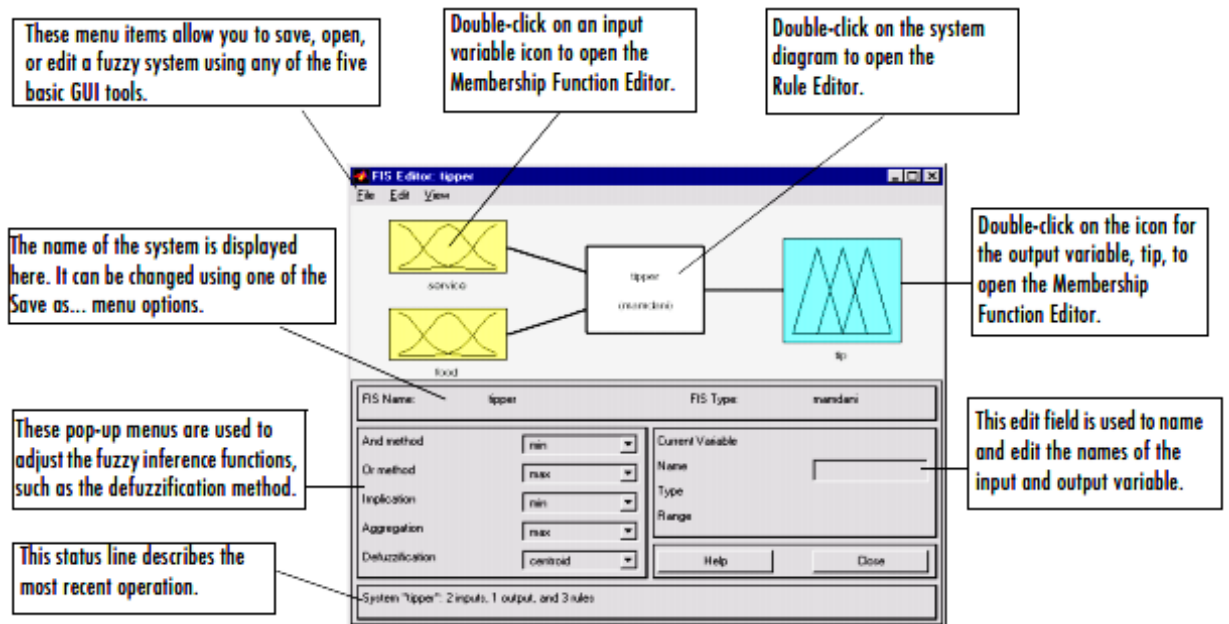 These menu items allow you to save, open,
or edit a fuzzy system using any of the five
basic GUI tools.
Double-click on an input
variable icon to open the
Membership Function Editor.
Double-click on the system
diagram to open the
Rule Editor.
FIS Editor: tipper
File Edit View
service
food
tipper
(mamdani)
tip
Double-click on the icon for
the output variable, tip, to
open the Membership
Function Editor.
The name of the system is displayed
here. It can be changed using one of the
Save as... menu options.
FIS Name: tipper FIS Type: mamdani
These pop-up menus are used to
adjust the fuzzy inference functions,
such as the defuzzification method.
And method min
Or method max
Implication min
Aggregation max
Defuzzification centroid
Current Variable
Name
Type
Range
Help Close
This edit field is used to name
and edit the names of the
input and output variable.
This status line describes the
most recent operation.
System "tipper": 2 inputs, 1 output, and 3 rules